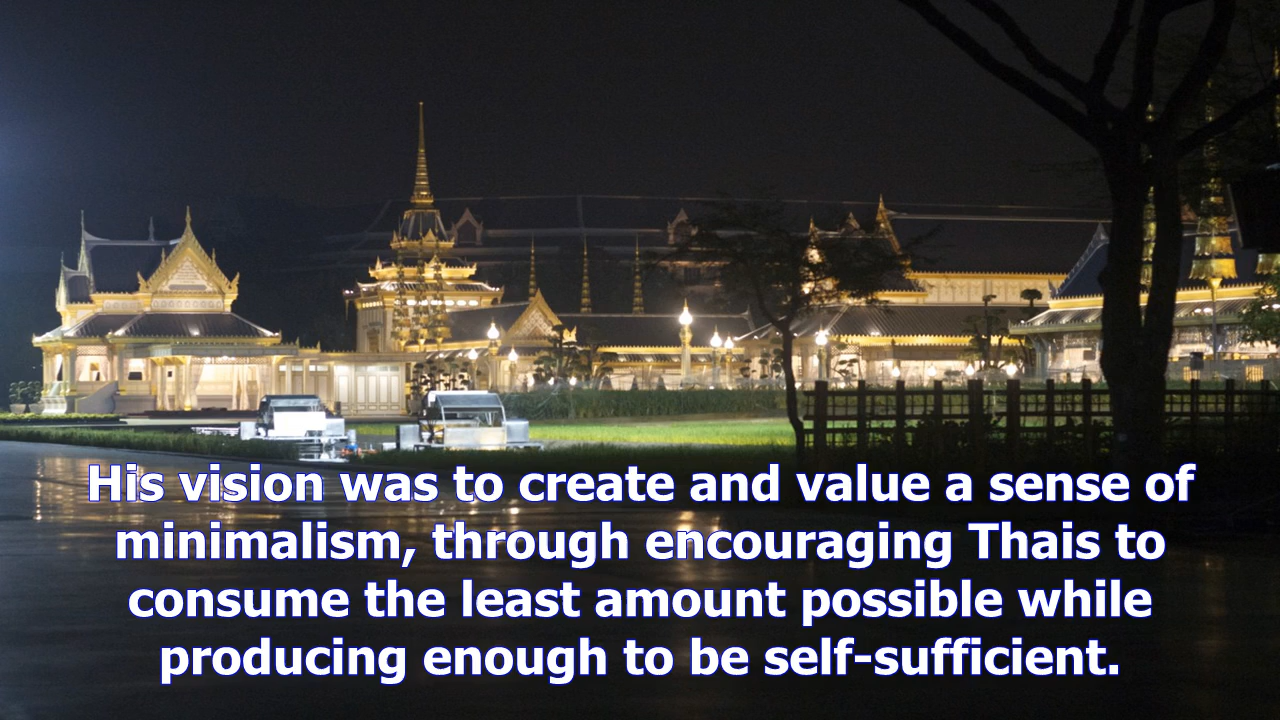 His vision was to create and value a sense of
minimalism, through encouraging Thais to
consume the least amount possible while
producing enough to be self-sufficient.